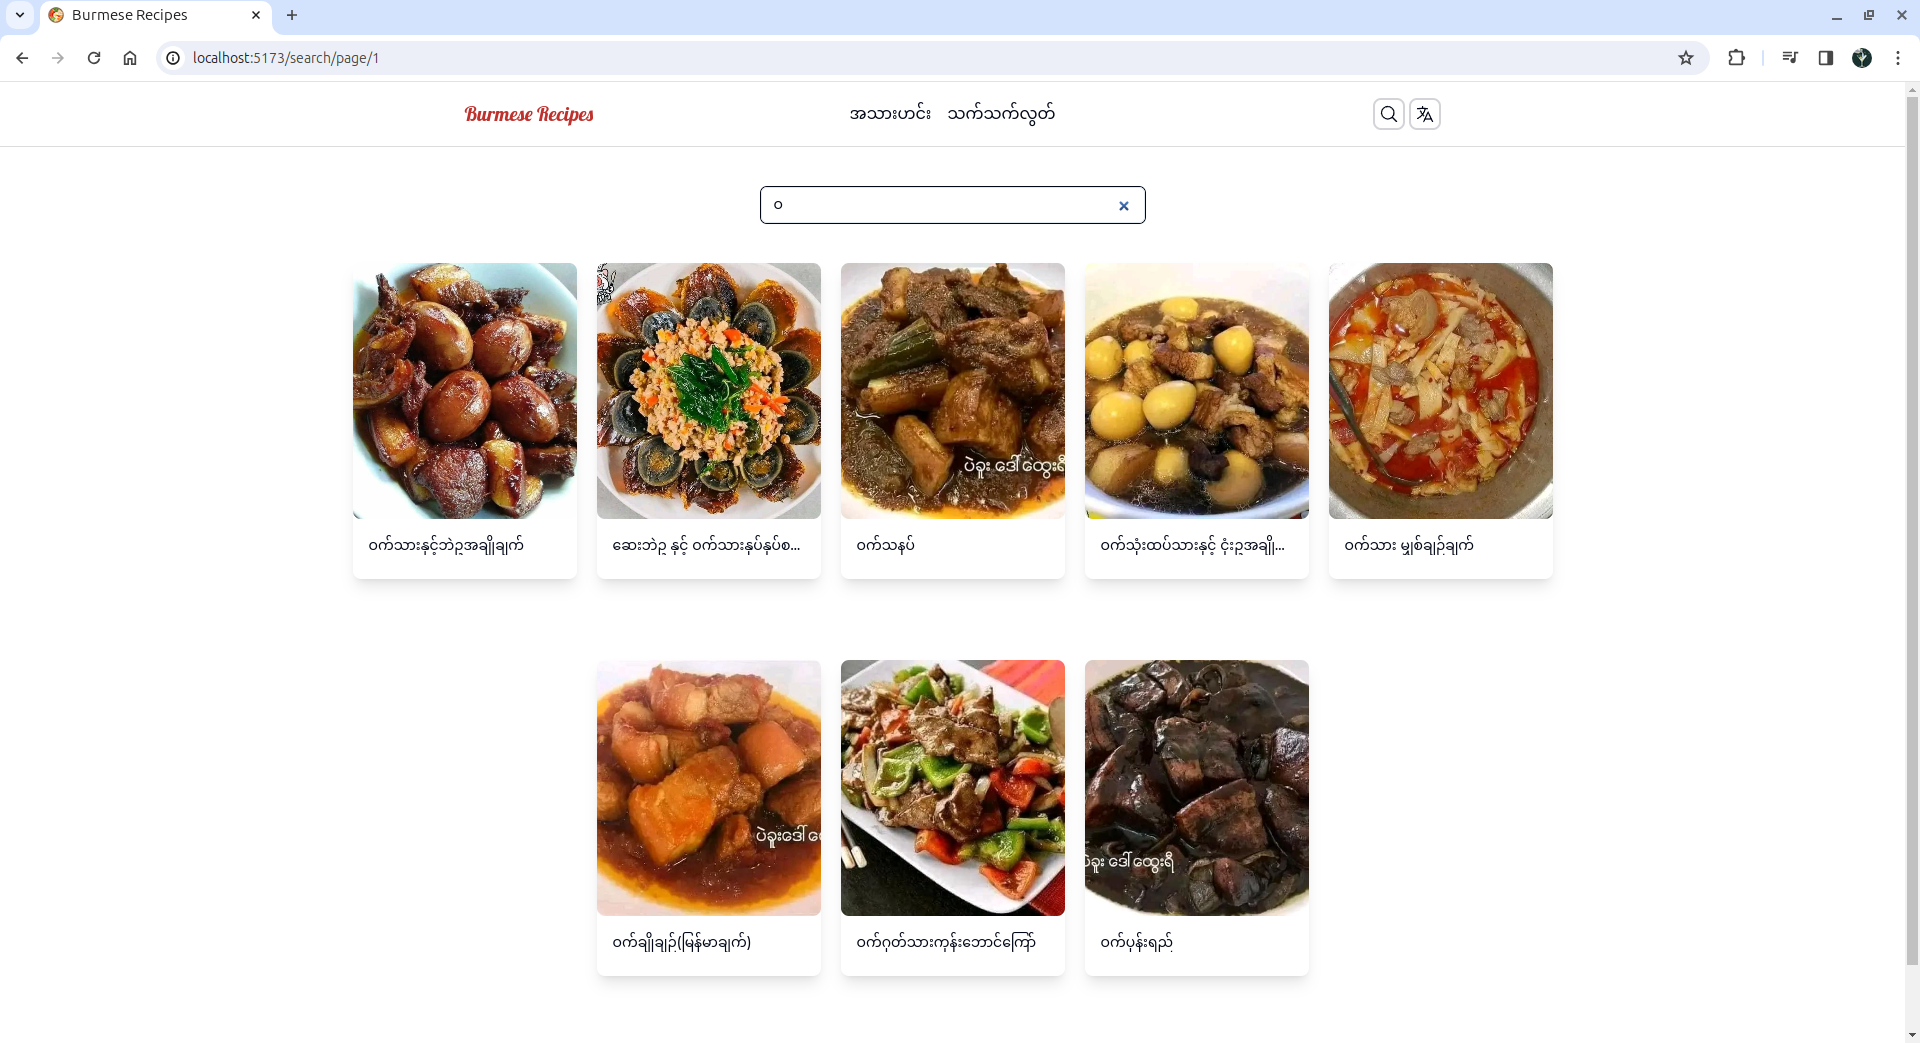 Burmese Recipes
localhost:5173/search/page/1
Burmese Recipes
အသားဟင်း
သက်သက်လွတ်
ဝ
ပဲခူး ဒေါ်ထွေးရီ
ဝက်သားနှင့်ဘဲဥအချိုချက်
ဆေးဘဲဥ နှင့် ဝက်သားနုပ်နုပ်စ...
ဝက်သနပ်
ဝက်သုံးထပ်သားနှင့် ငုံးဥအချို...
ဝက်သား မျှစ်ချဉ်ချက်
ပဲခူးဒေါ်ထွေ
ပဲခူး ဒေါ်ထွေးရီ
ဝက်ချိုချဉ်(မြန်မာချက်)
ဝက်ဂုတ်သားကုန်းဘောင်ကြော်
ဝက်ပုန်းရည်